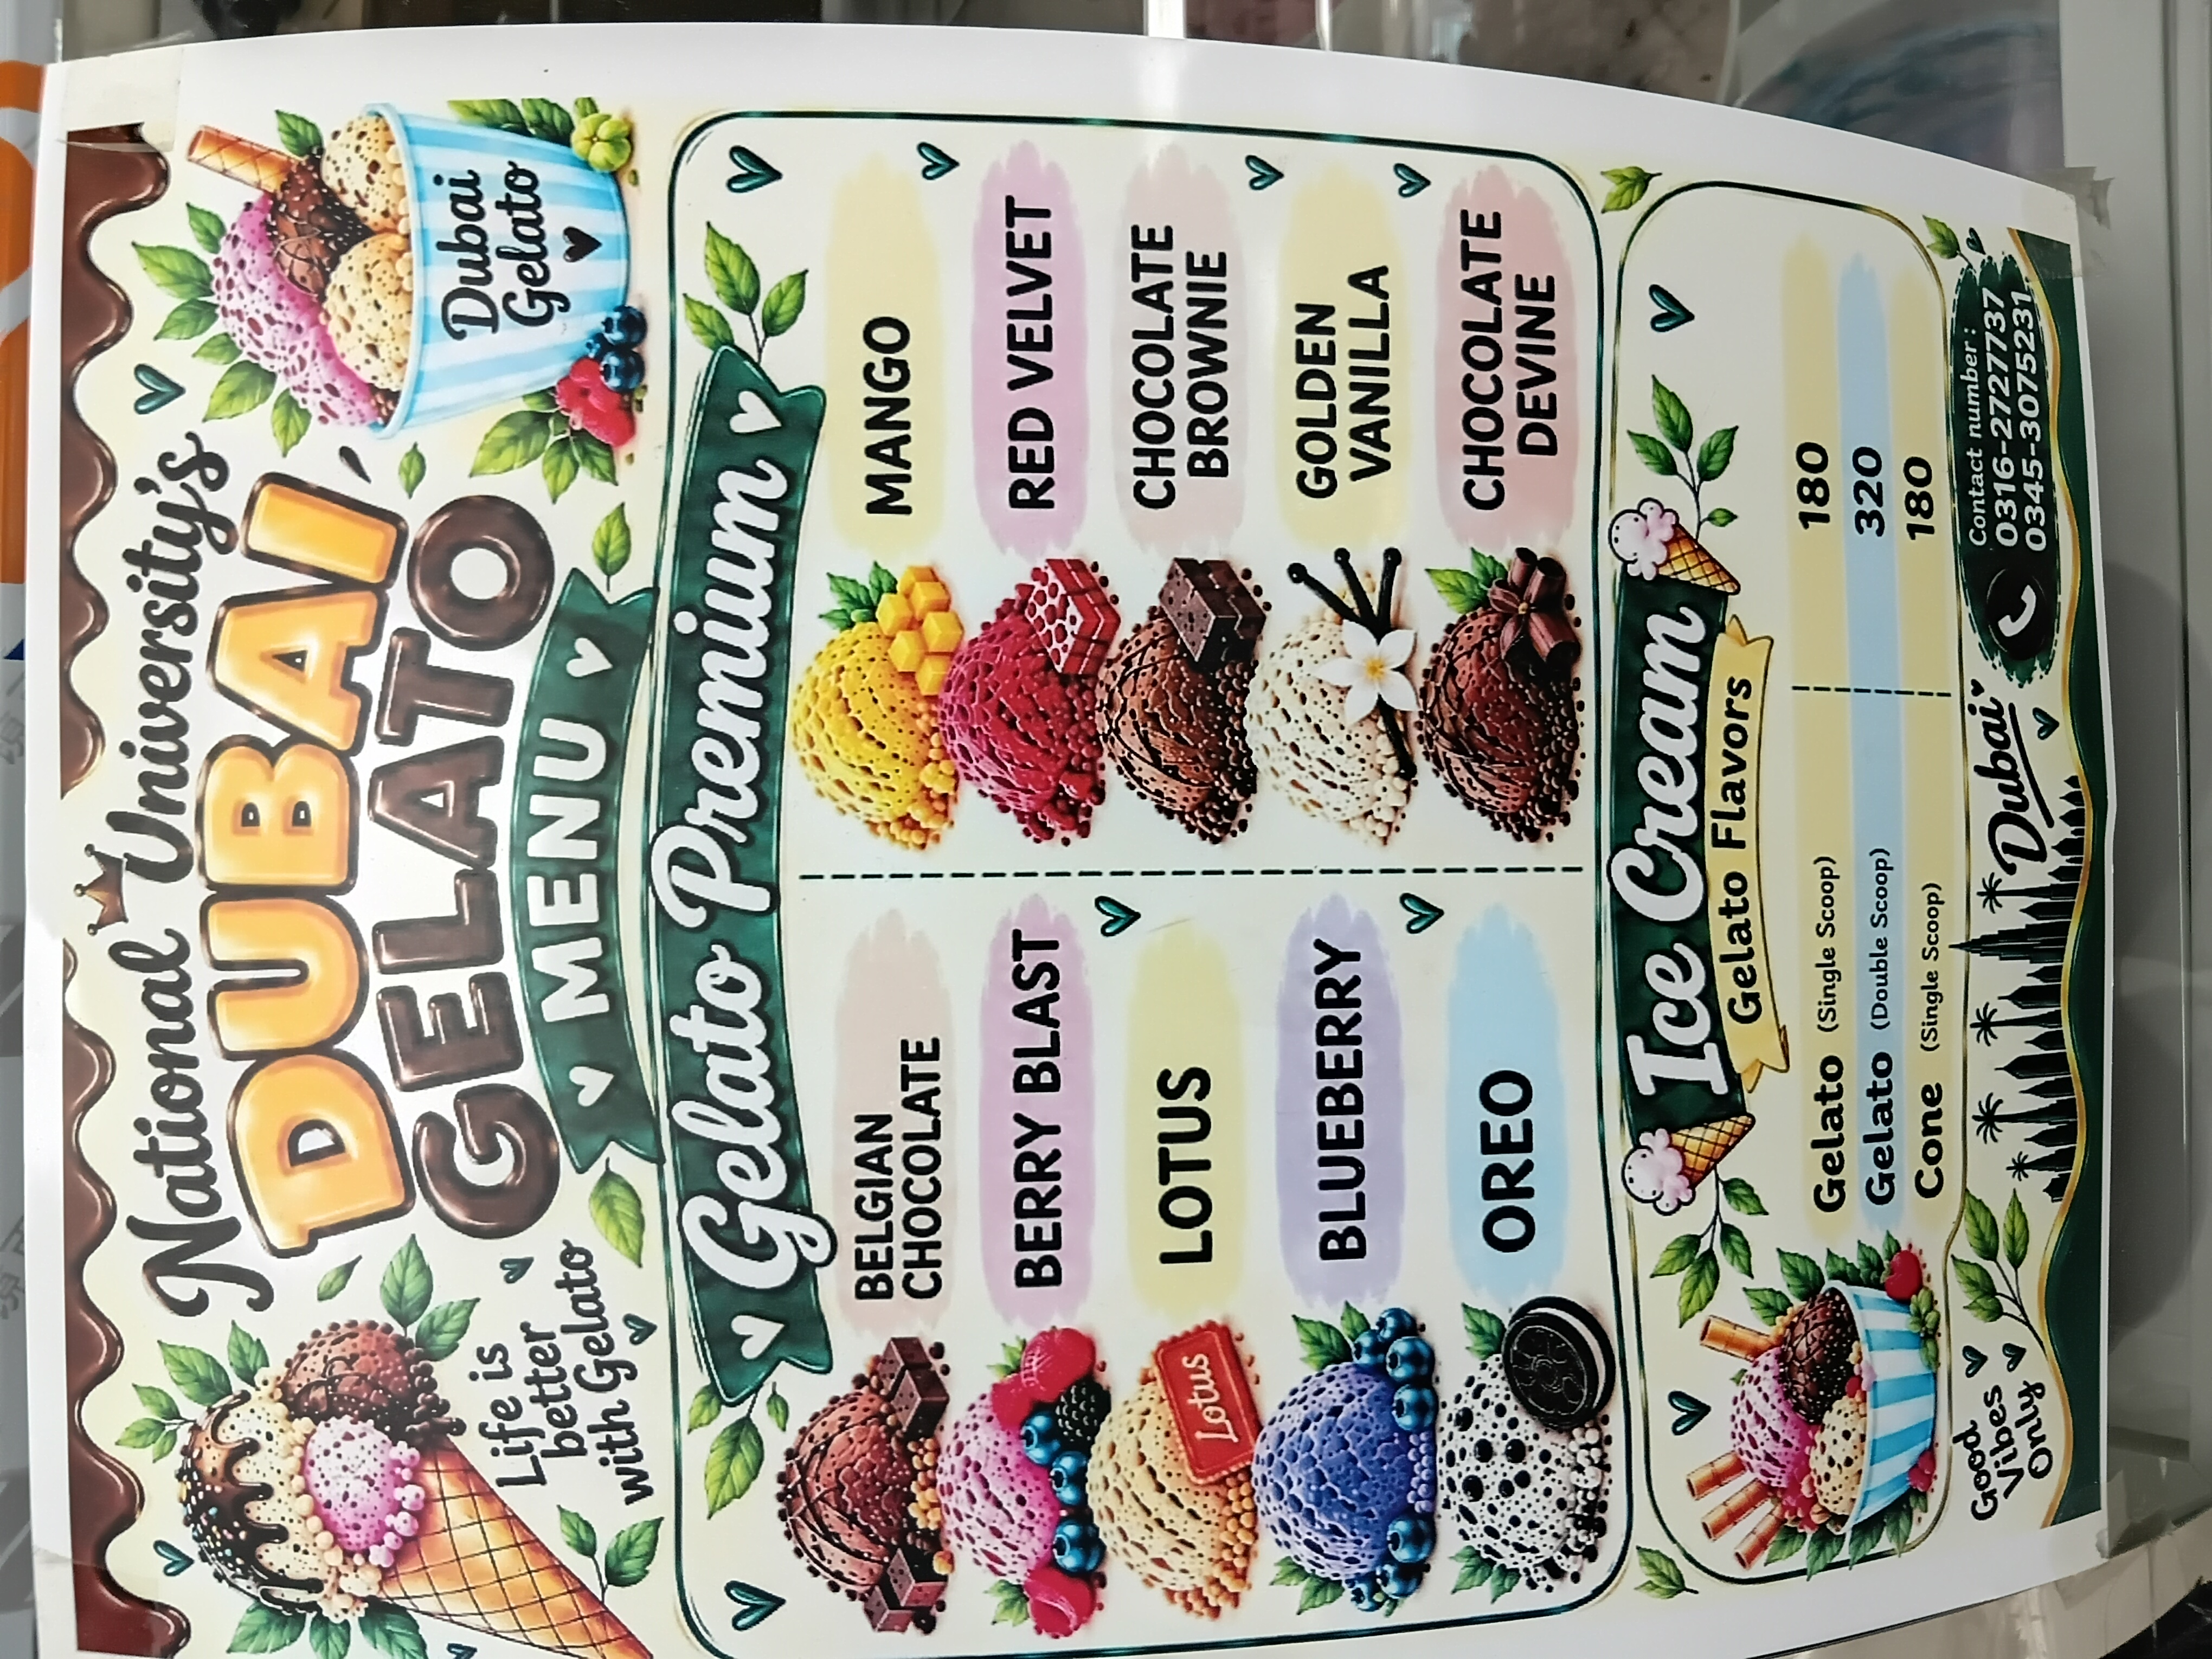 National University's
DUBAI
GELATO
MENU
Life is
better
with Gelato
Dubai
Gelato
Gelato Premium
BELGIAN
CHOCOLATE
BERRY BLAST
LOTUS
Lotus
BLUEBERRY
OREO
MANGO
RED VELVET
CHOCOLATE
BROWNIE
GOLDEN
VANILLA
CHOCOLATE
DEVINE
Ice Cream
Gelato Flavors
Gelato (Single Scoop) 180
Gelato (Double Scoop) 320
Cone (Single Scoop) 180
Good
Vibes
Only
Dubai
Contact number :
0316-2727737
0345-3075231